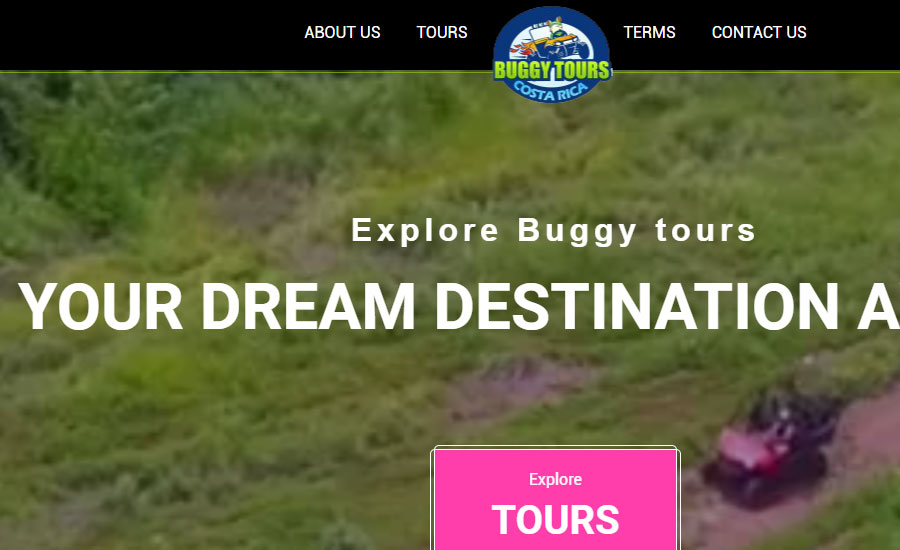 ABOUT US
TOURS
BUGGY TOURS
COSTA RICA
TERMS
CONTACT US
Explore Buggy tours
YOUR DREAM DESTINATION A
Explore
TOURS